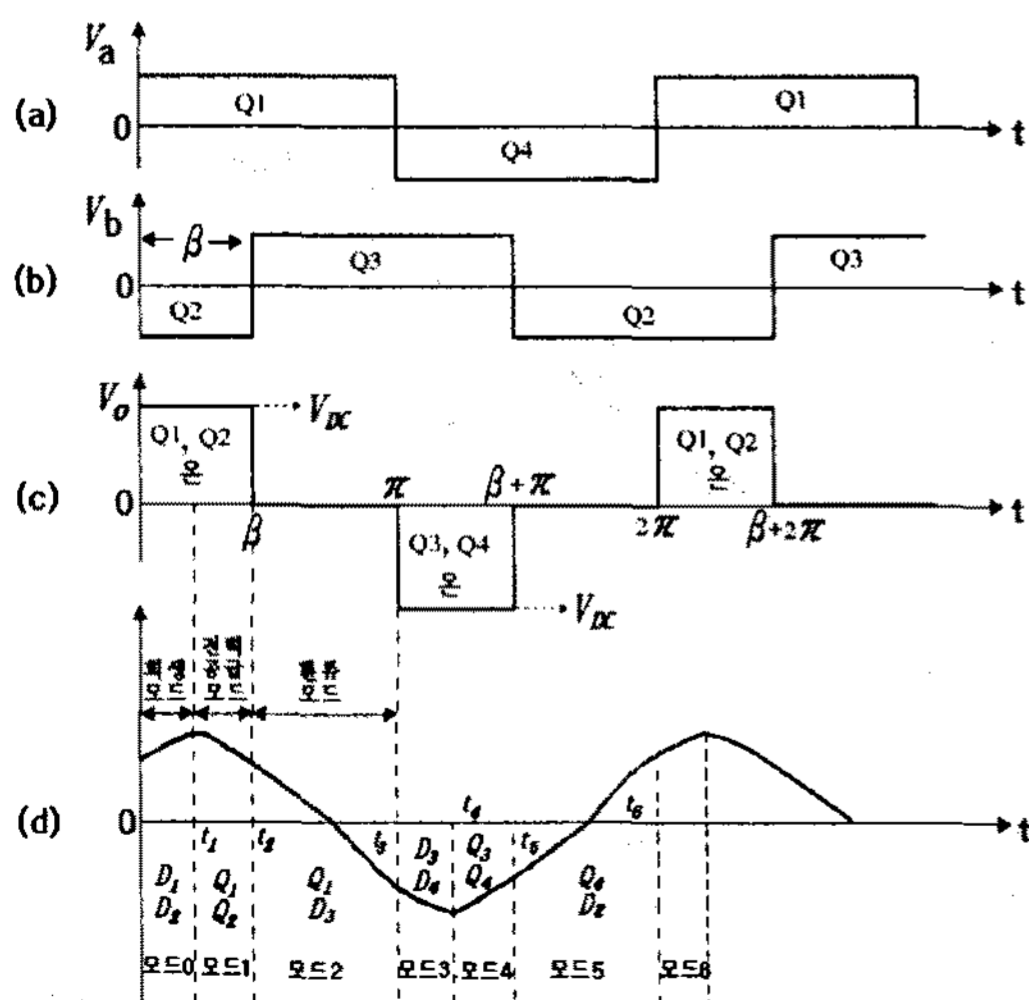 Va
(a)
0
Q1
Q4
Q1
t
Vb
← β →
(b)
0
Q2
Q3
Q2
Q3
t
Vo
VDC
Q1, Q2
온
(c)
0
β
π
β+π
2π
β+2π
t
Q3, Q4
온
VDC
Q1, Q2
온
모드
(d)
0
t1
t2
t3
t4
t5
t6
t
D1
D2
Q1
Q2
Q1
D3
D3
D4
Q3
Q4
Q4
D2
모드0
모드1
모드2
모드3
모드4
모드5
모드6